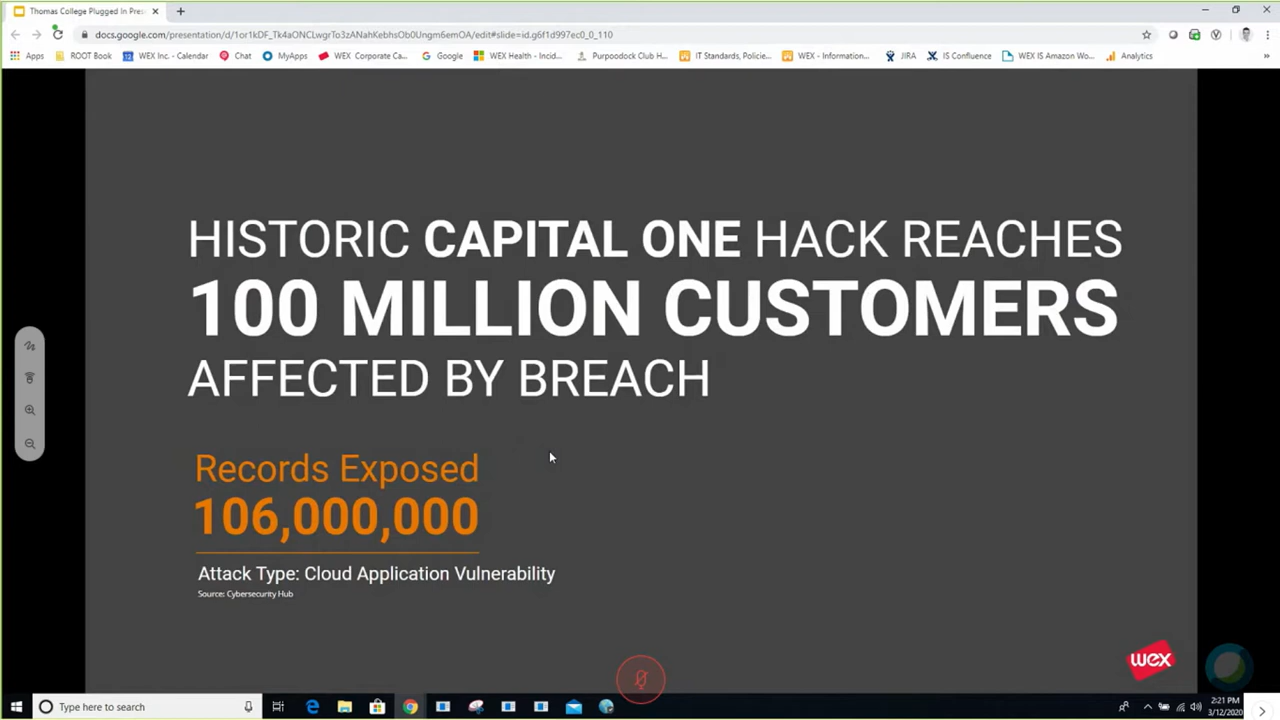 Thomas College Plugged In Pres
docs.google.com/presentation/d/1or1kDF_Tk4aONCLwgrTo3zANahKebhsOb0Ungm6emOA/edit#slide=id.g6f1d997ec0_0_110
Apps ROOT Book WEX Inc. - Calendar Chat MyApps WEX Corporate Ca... Google WEX Health - Incid... Purpoodock Club H... IT Standards, Policie... WEX - Information... JIRA IS Confluence WEX IS Amazon Wo... Analytics
HISTORIC CAPITAL ONE HACK REACHES
100 MILLION CUSTOMERS
AFFECTED BY BREACH
Records Exposed
106,000,000
Attack Type: Cloud Application Vulnerability
Source: Cybersecurity Hub
wex
Type here to search
2:21 PM
3/12/2020